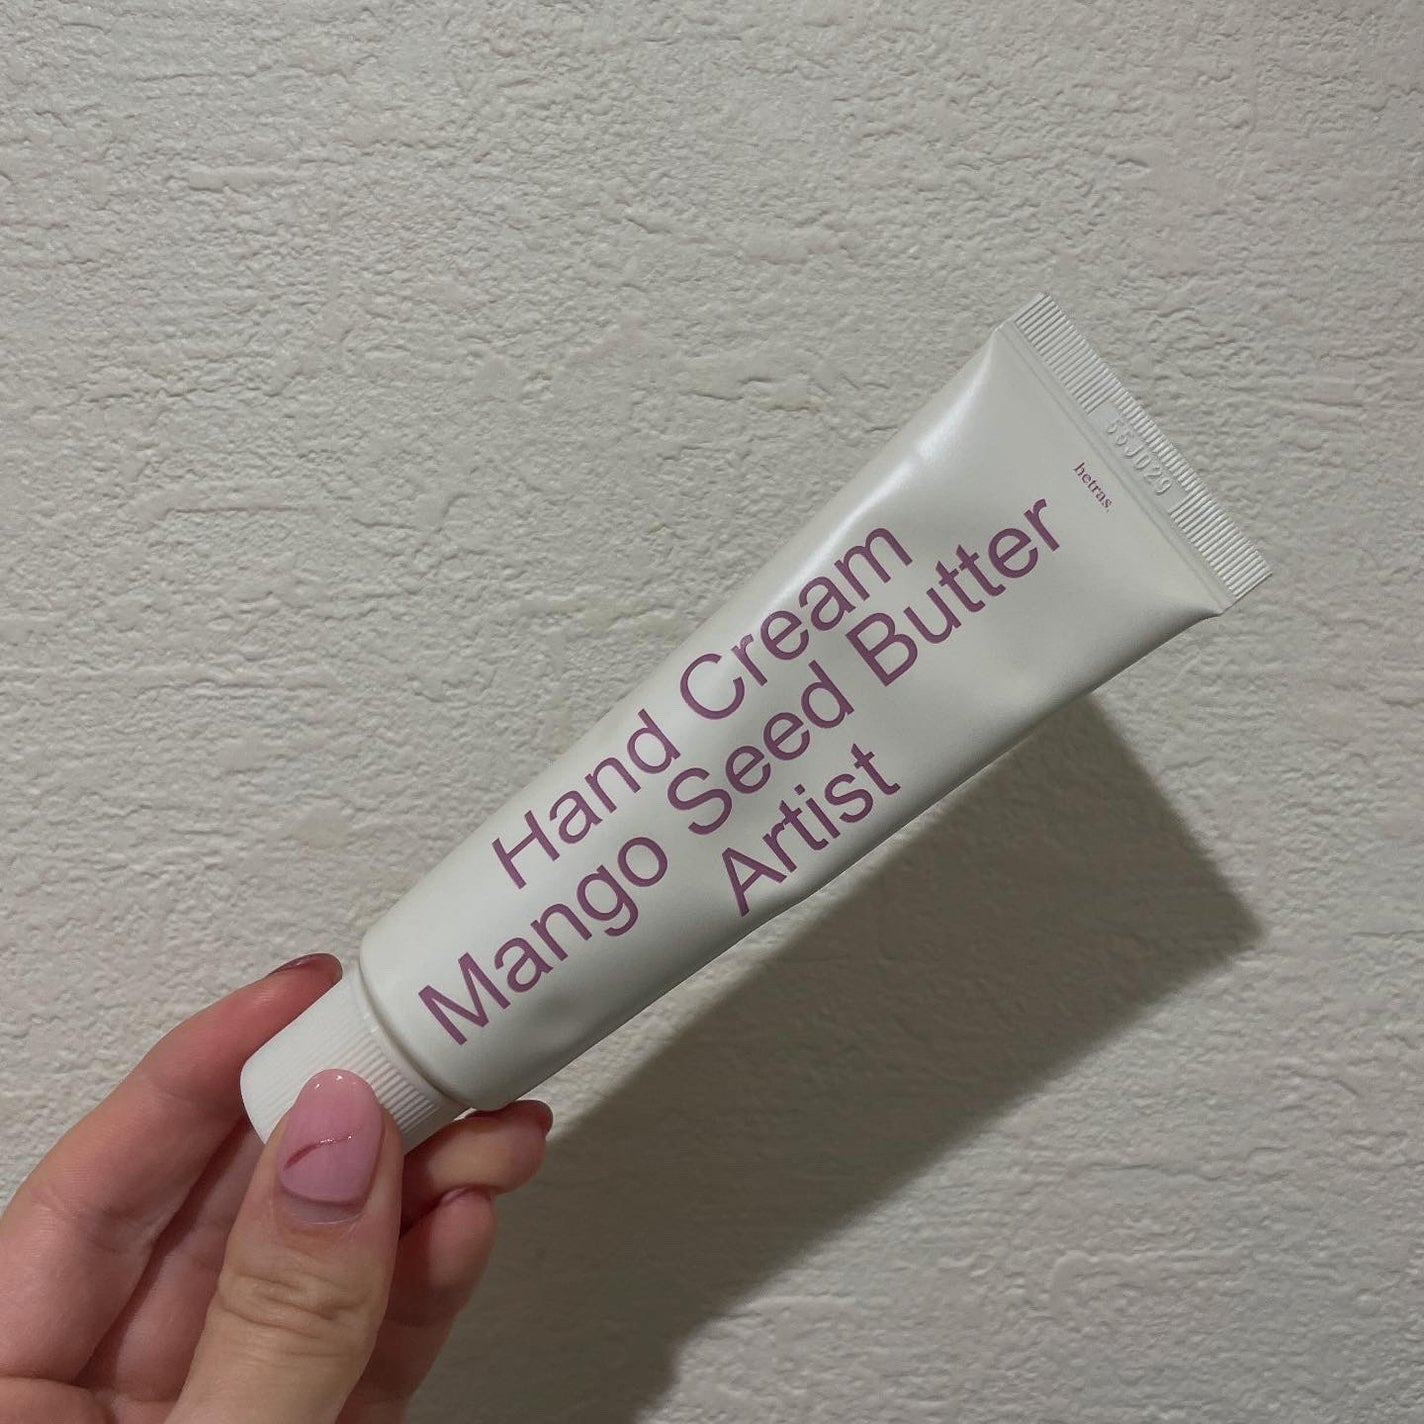 Hand Cream
Mango Seed Butter
Artist
hetras.